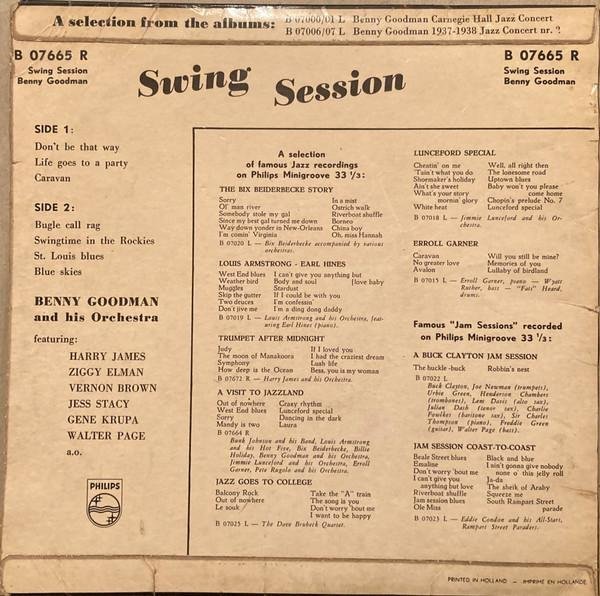 A selection from the albums:
B 07000/01 L Benny Goodman Carnegie Hall Jazz Concert
B 07006/07 L Benny Goodman 1937-1938 Jazz Concert nr. 2
B 07665 R
Swing Session
Benny Goodman
Swing Session
B 07665 R
Swing Session
Benny Goodman
SIDE 1:
Don't be that way
Life goes to a party
Caravan
SIDE 2:
Bugle call rag
Swingtime in the Rockies
St. Louis blues
Blue skies
BENNY GOODMAN
and his Orchestra
featuring:
HARRY JAMES
ZIGGY ELMAN
VERNON BROWN
JESS STACY
GENE KRUPA
WALTER PAGE
a.o.
PHILIPS
A selection
of famous Jazz recordings
on Philips Minigroove 33 1/3:
THE BIX BEIDERBECKE STORY
Sorry
Ol' man river
Somebody stole my gal
Since my best gal turned me down
Way down yonder in New-Orleans
I'm comin' Virginia
In a mist
Ostrich walk
Riverboat shuffle
Borneo
China boy
Oh, miss Hannah
B 07020 L - Bix Beiderbecke accompanied by various
orchestras.
LOUIS ARMSTRONG - EARL HINES
West End blues
Weather bird
Muggles
Skip the gutter
Two deuces
Don't jive me
I can't give you anything but
Body and soul [love baby
Stardust
If I could be with you
I'm confessin'
I'm a ding dong daddy
B 07019 L - Louis Armstrong and his Orchestra, feat-
uring Earl Hines (piano).
TRUMPET AFTER MIDNIGHT
Judy
The moon of Manakoora
Symphony
How deep is the Ocean
If I loved you
I had the craziest dream
Lush life
Bess, you is my woman
B 07672 R - Harry James and his Orchestra.
A VISIT TO JAZZLAND
Out of nowhere
West End blues
Sorry
Mandy is two
Crazy rhythm
Lunceford special
Dancing in the dark
Laura
B 07664 R
Bunk Johnson and his Band, Louis Armstrong
and his Hot Five, Bix Beiderbecke, Billie
Holiday, Benny Goodman and his Orchestra,
Jimmie Lunceford and his Orchestra, Erroll
Garner, Pete Rugolo and his Orchestra.
JAZZ GOES TO COLLEGE
Balcony Rock
Out of nowhere
Le souk
Take the "A" train
The song is you
Don't worry 'bout me
I want to be happy
B 07025 L - The Dave Brubeck Quartet.
LUNCEFORD SPECIAL
Cheatin' on me
'Tain't what you do
Shoemaker's holiday
Ain't she sweet
What's your story
mornin' glory
White heat
Well, all right then
The lonesome road
Uptown blues
Baby won't you please
come home
Chopin's prelude No. 7
Lunceford special
B 07018 L - Jimmie Lunceford and his Or-
chestra.
ERROLL GARNER
Caravan
No greater love
Avalon
Will you still be mine?
Memories of you
Lullaby of birdland
B 07015 L - Erroll Garner, piano - Wyatt
Ruther, bass - "Fats" Heard,
drums.
Famous "Jam Sessions" recorded
on Philips Minigroove 33 1/3:
A BUCK CLAYTON JAM SESSION
The huckle-buck Robbin's nest
B 07022 L
Buck Clayton, Joe Newman (trumpets),
Urbie Green, Henderson Chambers
(trombones), Lem Davis (alto sax),
Julian Dash (tenor sax), Charlie
Fowlkes (baritone sax), Sir Charles
Thompson (piano), Freddie Green
(guitar), Walter Page (bass).
JAM SESSION COAST-TO-COAST
Beale Street blues
Emaline
Don't worry 'bout me
I can't give you
anything but love
Riverboat shuffle
Jam session blues
Ole Miss
Black and blue
I ain't gonna give nobody
none o' this jelly roll
Ja-da
The sheik of Araby
Squeeze me
South Rampart Street
parade
B 07023 L - Eddie Condon and his All-Stars,
Rampart Street Paraders.
PRINTED IN HOLLAND - IMPRIMÉ EN HOLLANDE